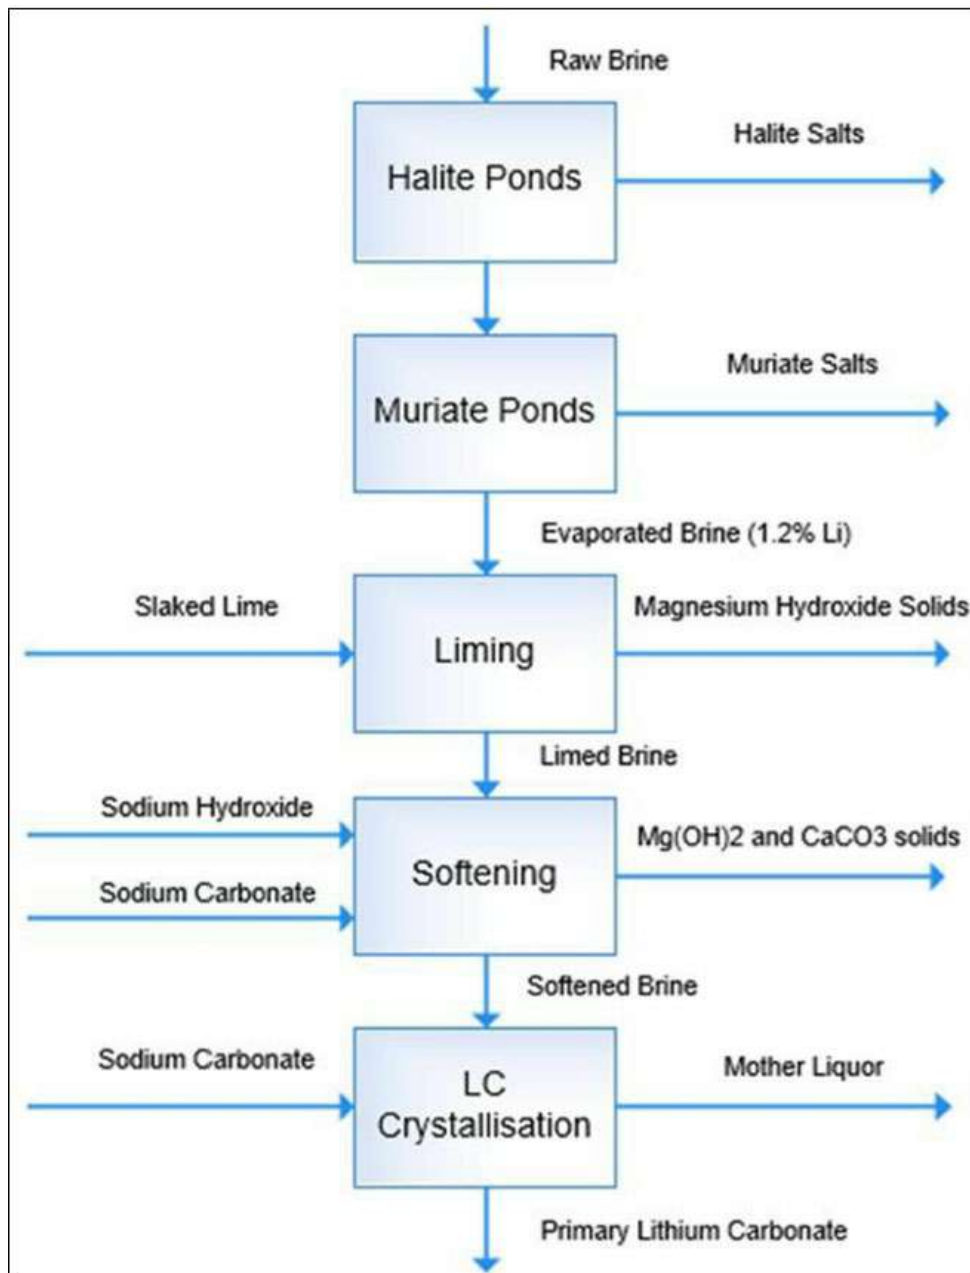 Raw Brine
Halite Salts
Halite Ponds
Muriate Salts
Muriate Ponds
Evaporated Brine (1.2% Li)
Slaked Lime
Magnesium Hydroxide Solids
Liming
Limed Brine
Sodium Hydroxide
Mg(OH)2 and CaCO3 solids
Softening
Sodium Carbonate
Softened Brine
Sodium Carbonate
Mother Liquor
LC
Crystallisation
Primary Lithium Carbonate